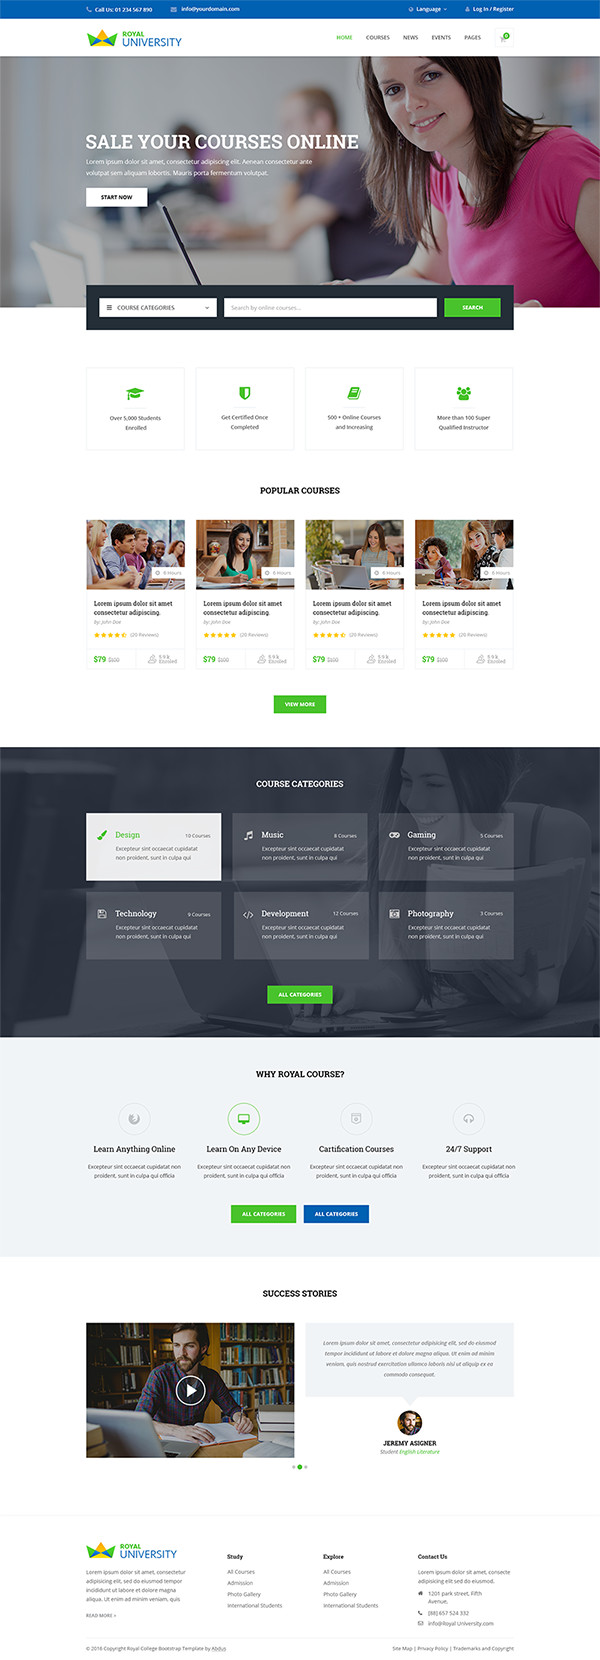 Call Us: 01 234 567 890
info@yourdomain.com
Language
Log In / Register
ROYAL
UNIVERSITY
HOME
COURSES
NEWS
EVENTS
PAGES
0
SALE YOUR COURSES ONLINE
Lorem ipsum dolor sit amet, consectetur adipiscing elit. Aenean consectetur ante
volutpat sem aliquam lobortis. Mauris porta fermentum volutpat.
START NOW
COURSE CATEGORIES
Search by online courses...
SEARCH
Over 5,000 Students
Enrolled
Get Certified Once
Completed
500 + Online Courses
and Increasing
More than 100 Super
Qualified Instructor
POPULAR COURSES
6 Hours
6 Hours
6 Hours
6 Hours
Lorem ipsum dolor sit amet
consectetur adipiscing.
by: John Doe
(20 Reviews)
$79 $100
5.9 k
Enrolled
Lorem ipsum dolor sit amet
consectetur adipiscing.
by: John Doe
(20 Reviews)
$79 $100
5.9 k
Enrolled
Lorem ipsum dolor sit amet
consectetur adipiscing.
by: John Doe
(20 Reviews)
$79 $100
5.9 k
Enrolled
Lorem ipsum dolor sit amet
consectetur adipiscing.
by: John Doe
(20 Reviews)
$79 $100
5.9 k
Enrolled
VIEW MORE
COURSE CATEGORIES
Design
10 Courses
Excepteur sint occaecat cupidatat
non proident, sunt in culpa qui
Music
8 Courses
Excepteur sint occaecat cupidatat
non proident, sunt in culpa qui
Gaming
5 Courses
Excepteur sint occaecat cupidatat
non proident, sunt in culpa qui
Technology
9 Courses
Excepteur sint occaecat cupidatat
non proident, sunt in culpa qui
Development
12 Courses
Excepteur sint occaecat cupidatat
non proident, sunt in culpa qui
Photography
3 Courses
Excepteur sint occaecat cupidatat
non proident, sunt in culpa qui
ALL CATEGORIES
WHY ROYAL COURSE?
Learn Anything Online
Excepteur sint occaecat cupidatat non
proident, sunt in culpa qui officia
Learn On Any Device
Excepteur sint occaecat cupidatat non
proident, sunt in culpa qui officia
Cartification Courses
Excepteur sint occaecat cupidatat non
proident, sunt in culpa qui officia
24/7 Support
Excepteur sint occaecat cupidatat non
proident, sunt in culpa qui officia
ALL CATEGORIES
ALL CATEGORIES
SUCCESS STORIES
Lorem ipsum dolor sit amet, consectetur adipiscing elit, sed do eiusmod
tempor incididunt ut labore et dolore magna aliqua. Ut enim ad minim
veniam, quis nostrud exercitation ullamco laboris nisi ut aliquip ex ea
commodo consequat.
JEREMY ASIGNER
Student English Literature
ROYAL
UNIVERSITY
Lorem ipsum dolor sit amet,
consectetur adipiscing elit, sed do
eiusmod tempor incididunt ut
labore et dolore magna aliqua. Ut
enim ad minim veniam, quis
READ MORE »
Study
All Courses
Admission
Photo Gallery
International Students
Explore
All Courses
Admission
Photo Gallery
International Students
Contact Us
Lorem ipsum dolor sit amet, consecte
adipiscing elit, sed do eiusmod.
1201 park street, Fifth
Avenue,
[88] 657 524 332
info@Royal University.com
© 2016 Copyright Royal College Bootstrap Template by Abdus
Site Map | Privacy Policy | Trademarks and Copyright